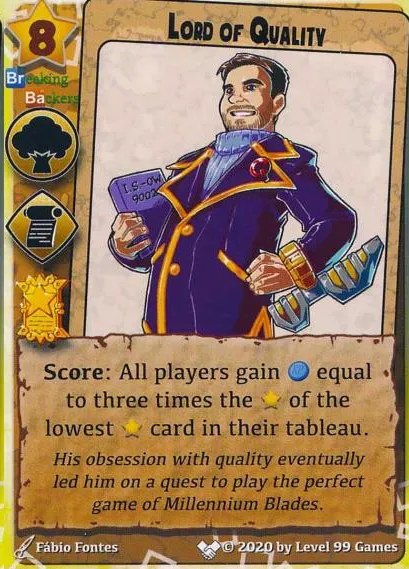 8
LORD OF QUALITY
Breaking
Backers
I.S.-OW
9002
Score: All players gain equal
to three times the of the
lowest card in their tableau.
His obsession with quality eventually
led him on a quest to play the perfect
game of Millennium Blades.
Fábio Fontes
© 2020 by Level 99 Games